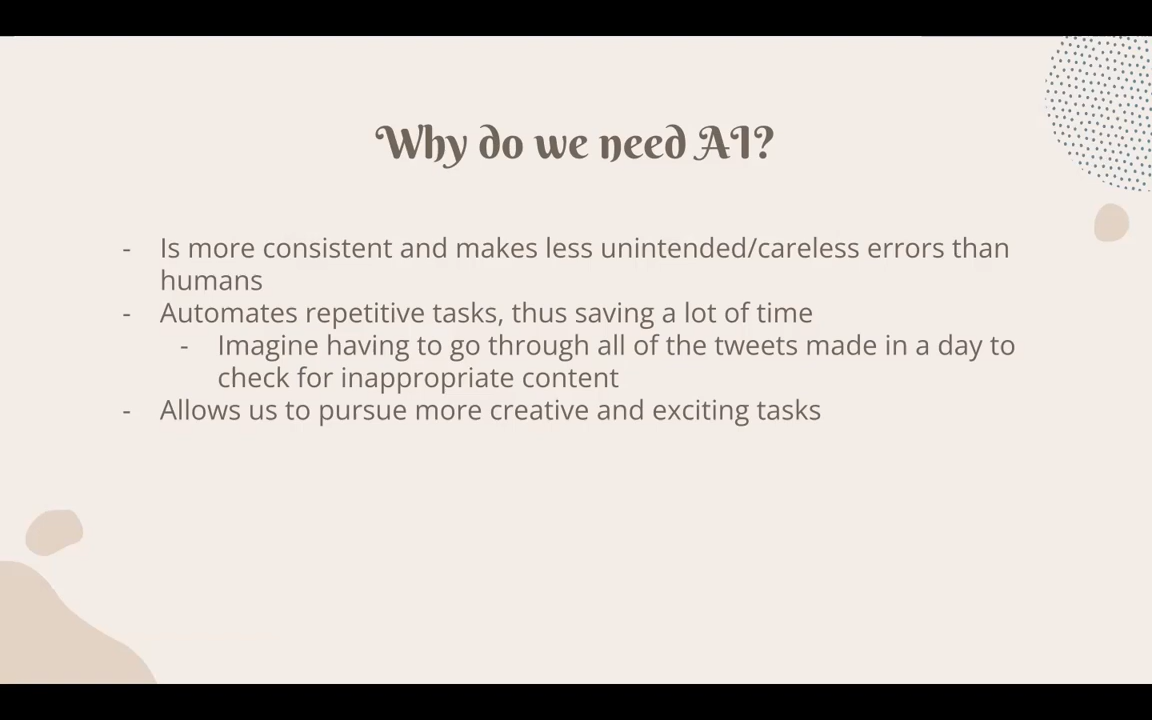 Why do we need AI?
- Is more consistent and makes less unintended/careless errors than
humans
- Automates repetitive tasks, thus saving a lot of time
- Imagine having to go through all of the tweets made in a day to
check for inappropriate content
- Allows us to pursue more creative and exciting tasks